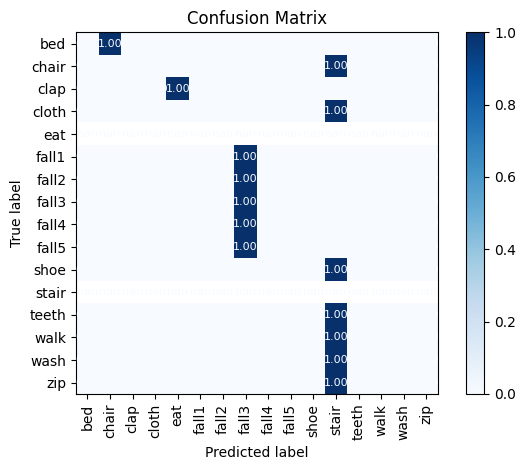 Confusion Matrix
True label
bed 1.00
chair 1.00
clap 1.00
cloth 1.00
eat
fall1 1.00
fall2 1.00
fall3 1.00
fall4 1.00
fall5 1.00
shoe 1.00
stair
teeth 1.00
walk 1.00
wash 1.00
zip 1.00
bed chair clap cloth eat fall1 fall2 fall3 fall4 fall5 shoe stair teeth walk wash zip
Predicted label
1.0
0.8
0.6
0.4
0.2
0.0